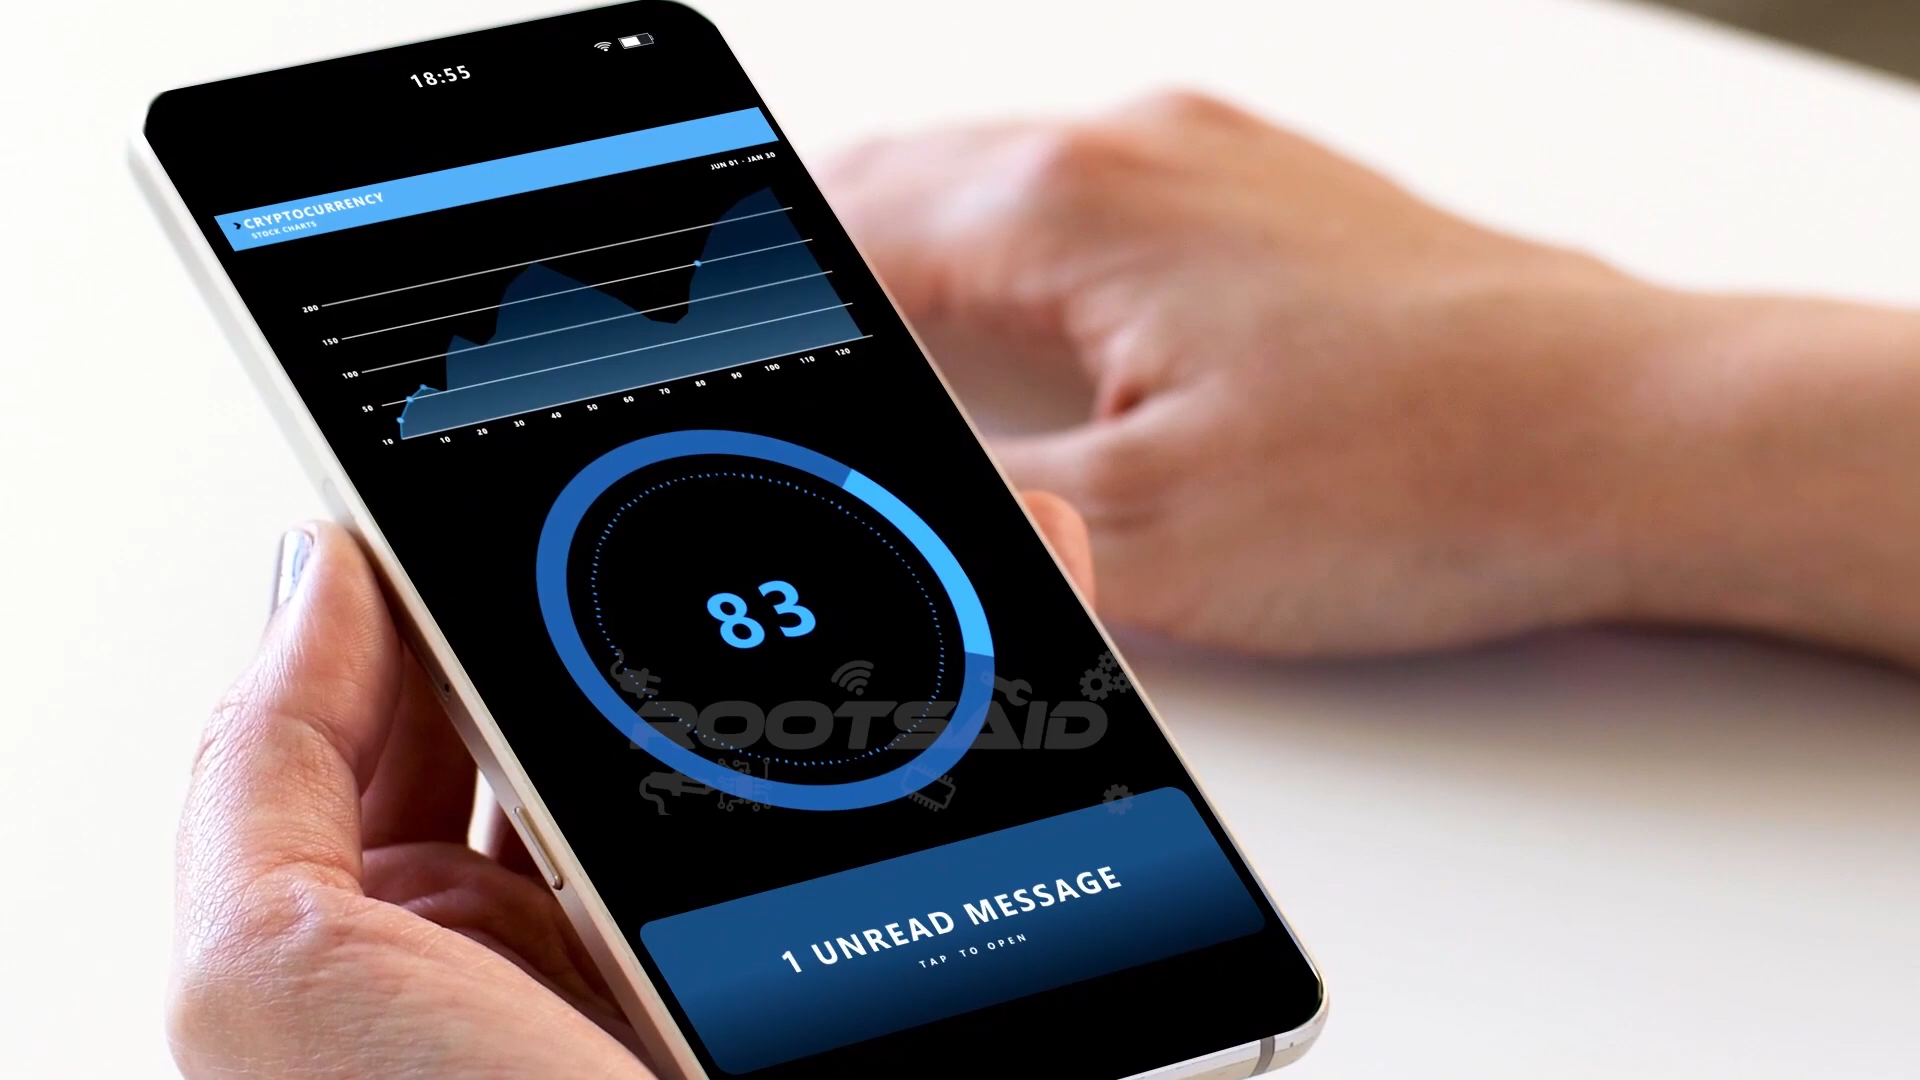 18:55
CRYPTOCURRENCY
STOCK CHARTS
JUN 01 - JAN 30
200
150
100
50
10
10 20 30 40 50 60 70 80 90 100 110 120
83
ROOTSAID
1 UNREAD MESSAGE
TAP TO OPEN